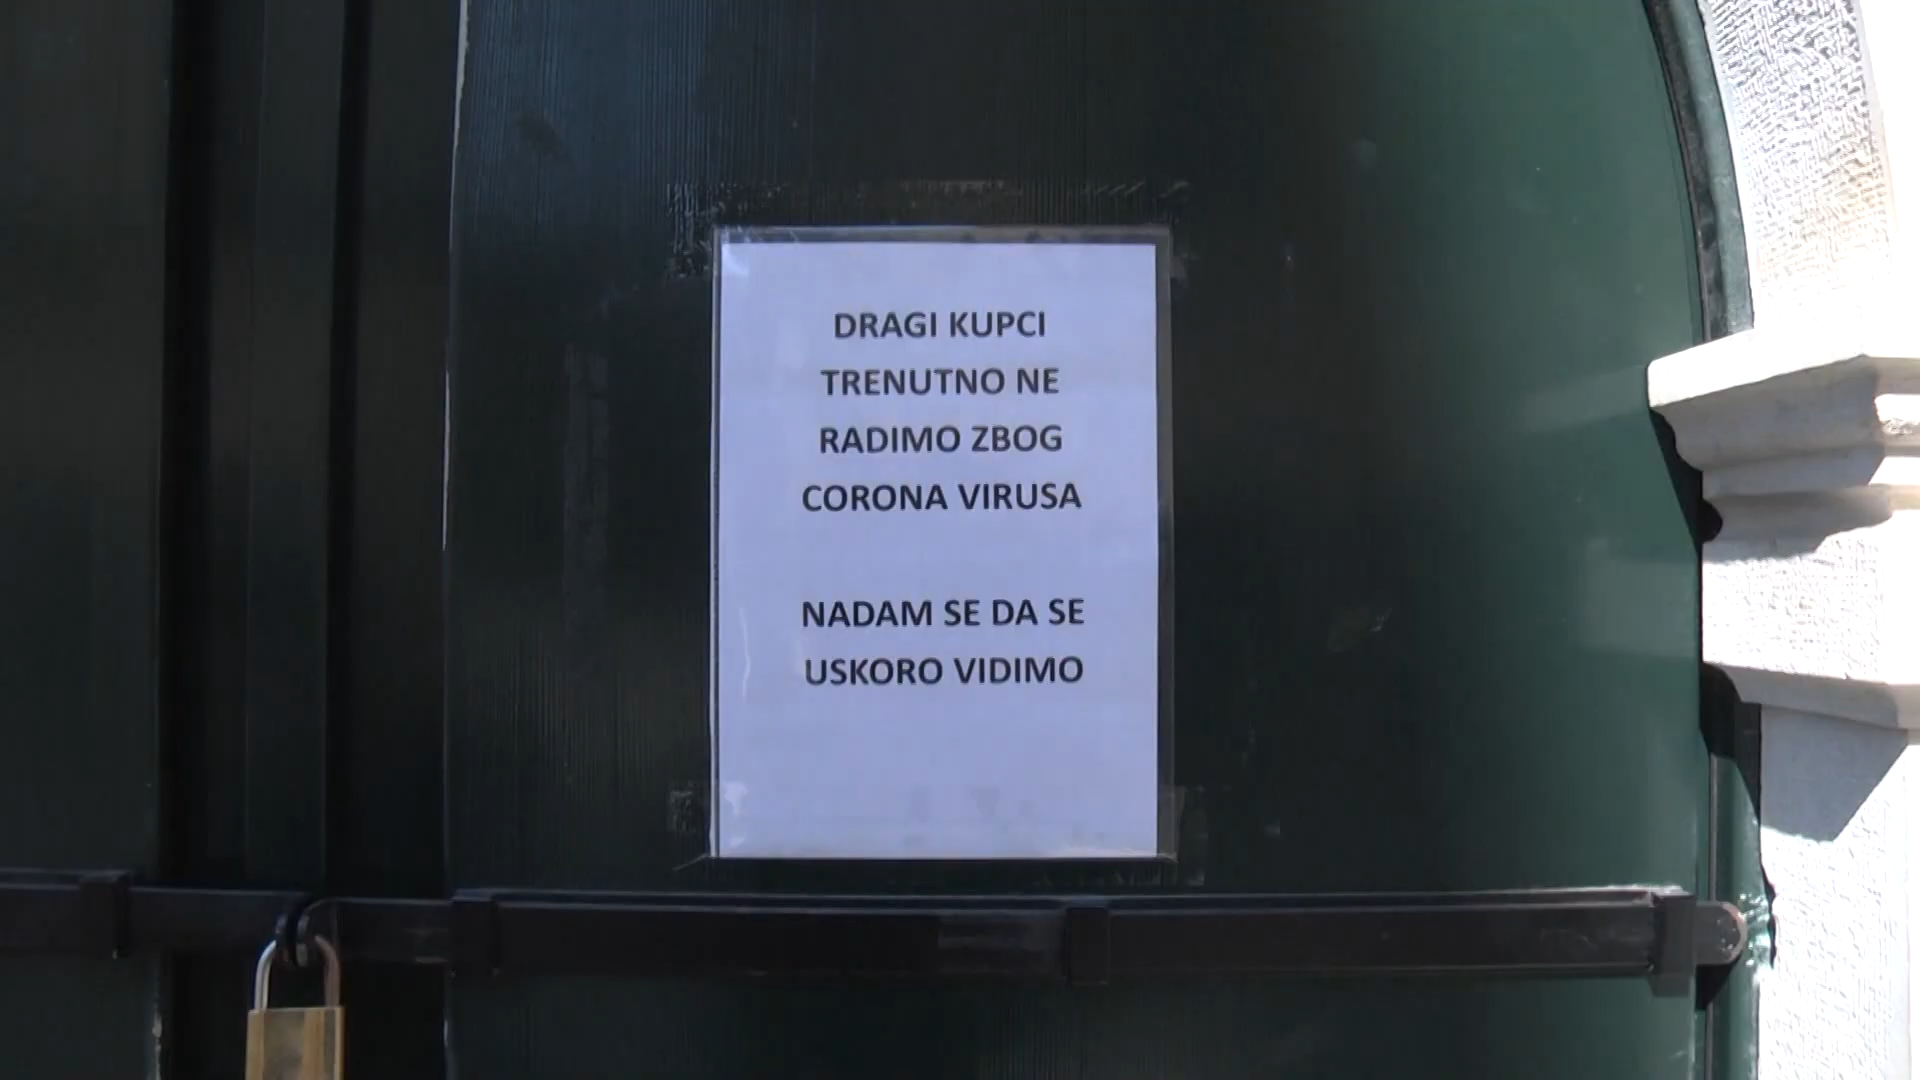 DRAGI KUPCI
TRENUTNO NE
RADIMO ZBOG
CORONA VIRUSA
NADAM SE DA SE
USKORO VIDIMO